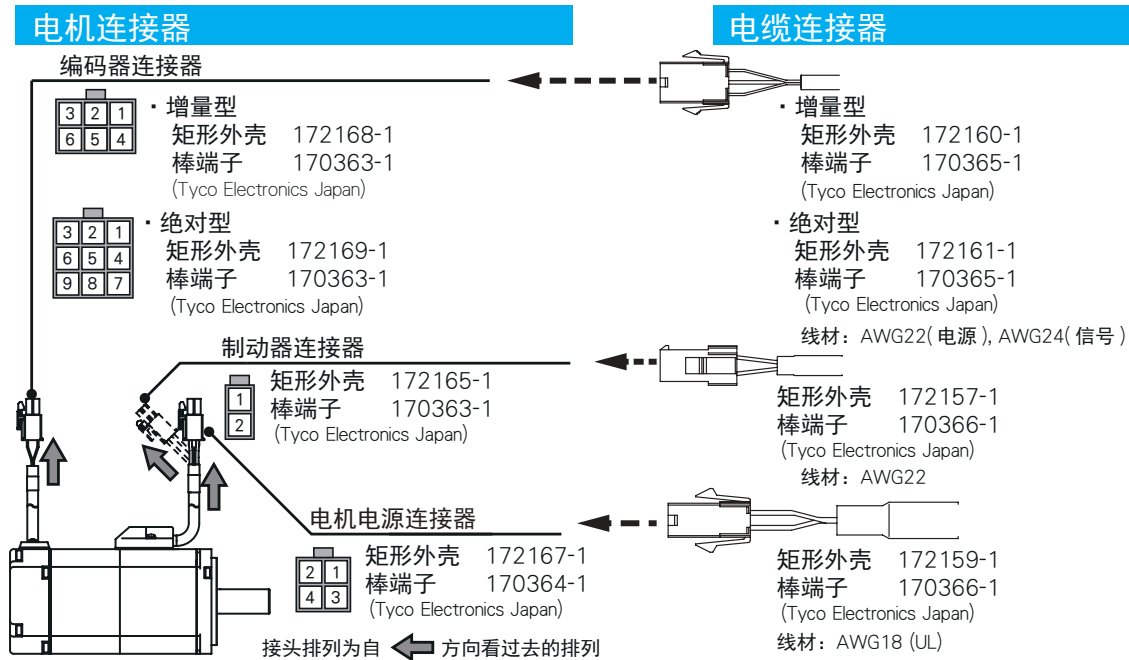 电机连接器
电缆连接器
编码器连接器
3 2 1
6 5 4
·增量型
矩形外壳 172168-1
棒端子 170363-1
(Tyco Electronics Japan)
·增量型
矩形外壳 172160-1
棒端子 170365-1
(Tyco Electronics Japan)
3 2 1
6 5 4
9 8 7
·绝对型
矩形外壳 172169-1
棒端子 170363-1
(Tyco Electronics Japan)
·绝对型
矩形外壳 172161-1
棒端子 170365-1
(Tyco Electronics Japan)
线材：AWG22(电源), AWG24(信号)
制动器连接器
1
2
矩形外壳 172165-1
棒端子 170363-1
(Tyco Electronics Japan)
矩形外壳 172157-1
棒端子 170366-1
(Tyco Electronics Japan)
线材：AWG22
电机电源连接器
2 1
4 3
矩形外壳 172167-1
棒端子 170364-1
(Tyco Electronics Japan)
矩形外壳 172159-1
棒端子 170366-1
(Tyco Electronics Japan)
线材：AWG18 (UL)
接头排列为自 方向看过去的排列